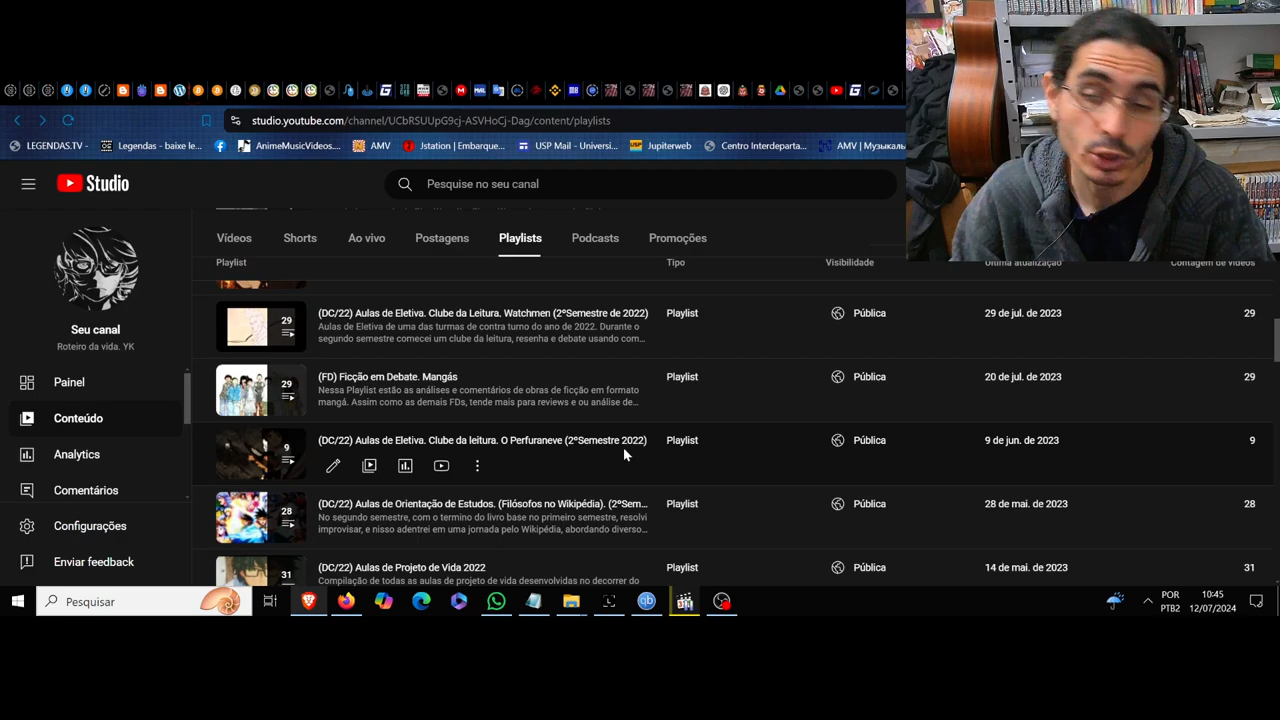 studio.youtube.com/channel/UCbRSUUpG9cj-ASVHoCj-Dag/content/playlists
LEGENDAS.TV -
Legendas - baixe le...
AnimeMusicVideos....
AMV
Jstation | Embarque...
USP Mail - Universi...
Jupiterweb
Centro Interdeparta...
AMV | Музыкаль
Studio
Pesquise no seu canal
Vídeos
Shorts
Ao vivo
Postagens
Playlists
Podcasts
Promoções
Playlist
Tipo
Visibilidade
Última atualização
Contagem de vídeos
Seu canal
Roteiro da vida. YK
Painel
Conteúdo
Analytics
Comentários
Configurações
Enviar feedback
29
(DC/22) Aulas de Eletiva. Clube da Leitura. Watchmen (2ºSemestre de 2022)
Aulas de Eletiva de uma das turmas de contra turno do ano de 2022. Durante o
segundo semestre comecei um clube da leitura, resenha e debate usando com...
Playlist
Pública
29 de jul. de 2023
29
29
(FD) Ficção em Debate. Mangás
Nessa Playlist estão as análises e comentários de obras de ficção em formato
mangá. Assim como as demais FDs, tende mais para reviews e ou análise de...
Playlist
Pública
20 de jul. de 2023
29
9
(DC/22) Aulas de Eletiva. Clube da leitura. O Perfuraneve (2ºSemestre 2022)
Playlist
Pública
9 de jun. de 2023
9
28
(DC/22) Aulas de Orientação de Estudos. (Filósofos no Wikipédia). (2ºSem...
No segundo semestre, com o termino do livro base no primeiro semestre, resolvi
improvisar, e nisso adentrei em uma jornada pelo Wikipédia, abordando diverso...
Playlist
Pública
28 de mai. de 2023
28
31
(DC/22) Aulas de Projeto de Vida 2022
Compilação de todas as aulas de projeto de vida desenvolvidas no decorrer do
Playlist
Pública
14 de mai. de 2023
31
Pesquisar
POR
PTB2
10:45
12/07/2024